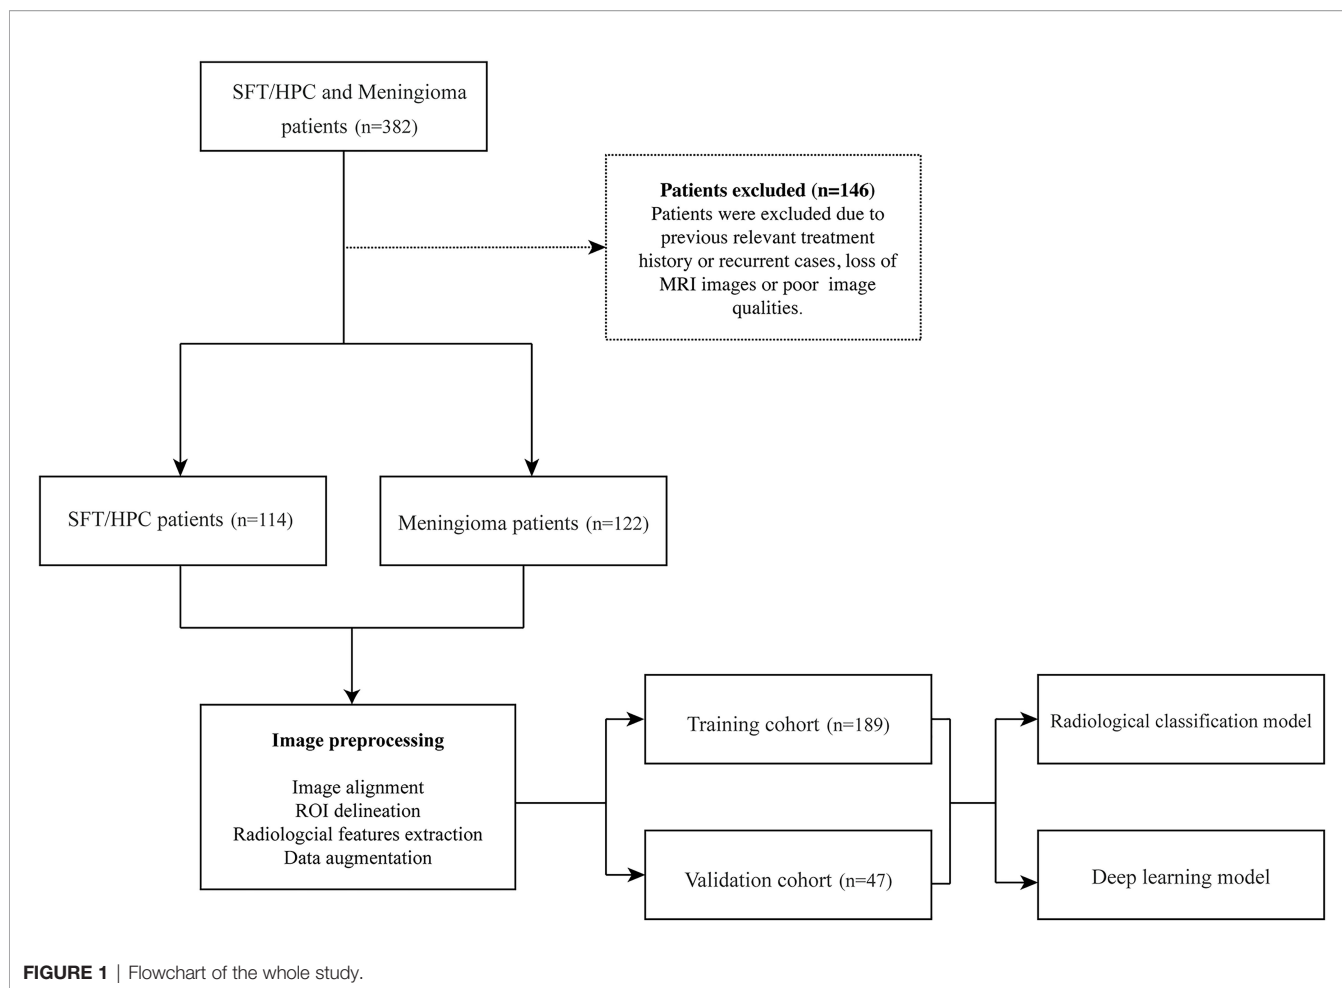 SFT/HPC and Meningioma
patients (n=382)
Patients excluded (n=146)
Patients were excluded due to
previous relevant treatment
history or recurrent cases, loss of
MRI images or poor image
qualities.
SFT/HPC patients (n=114)
Meningioma patients (n=122)
Image preprocessing
Image alignment
ROI delineation
Radiologcial features extraction
Data augmentation
Training cohort (n=189)
Validation cohort (n=47)
Radiological classification model
Deep learning model
FIGURE 1 | Flowchart of the whole study.